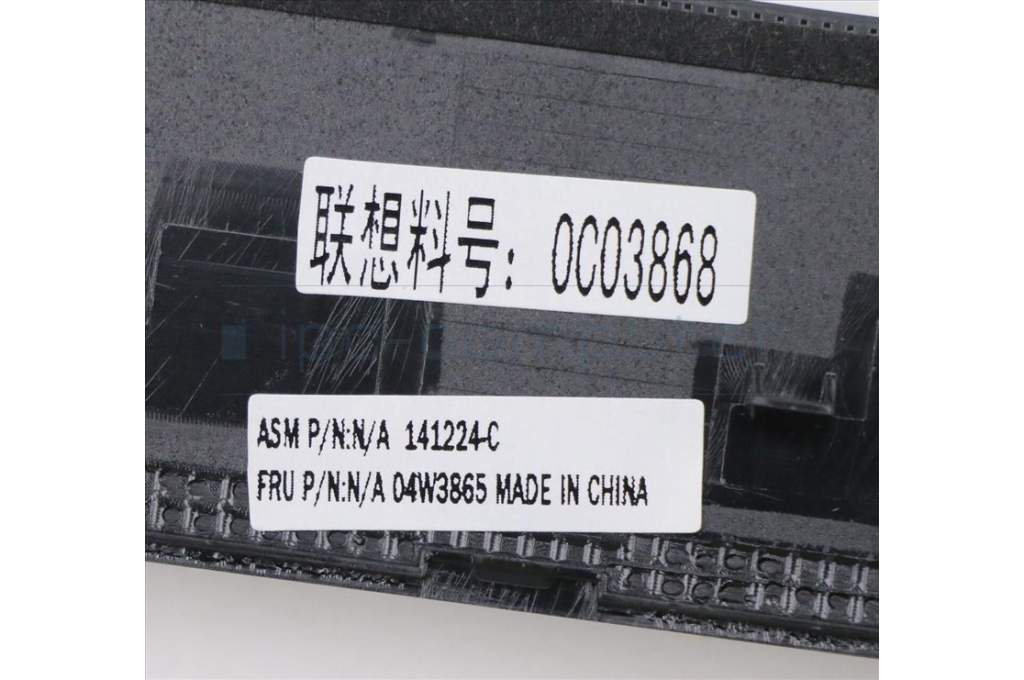 联想料号: 0C03868
ASM P/N:N/A 141224-C
FRU P/N:N/A 04W3865 MADE IN CHINA